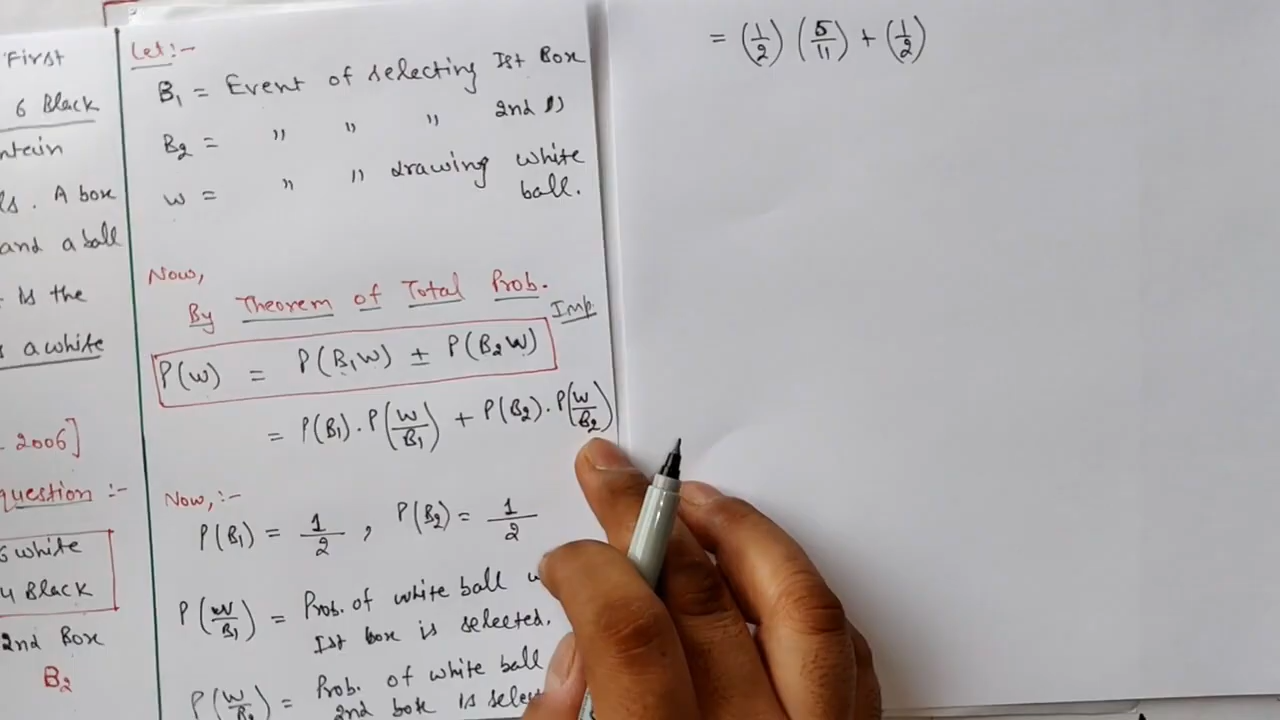 First
6 Black
A box
and a ball
is the
a white
2006]
question :-
white
4 Black
2nd Box
B₂
Let:-
B₁ = Event of selecting Ist Box
B₂ = " " " 2nd "
W = " " drawing white
ball.
Now,
By Theorem of Total Prob.
Imp.
P(W) = P(B₁W) ± P(B₂W)
= P(B₁).P(W/B₁) + P(B₂).P(W/B₂)
Now,:-
P(B₁) = 1/2 , P(B₂) = 1/2
P(W/B₁) = Prob. of white ball
Ist box is selected.
P(W/B₂) = Prob. of white ball
2nd box is
= (1/2) (5/11) + (1/2)